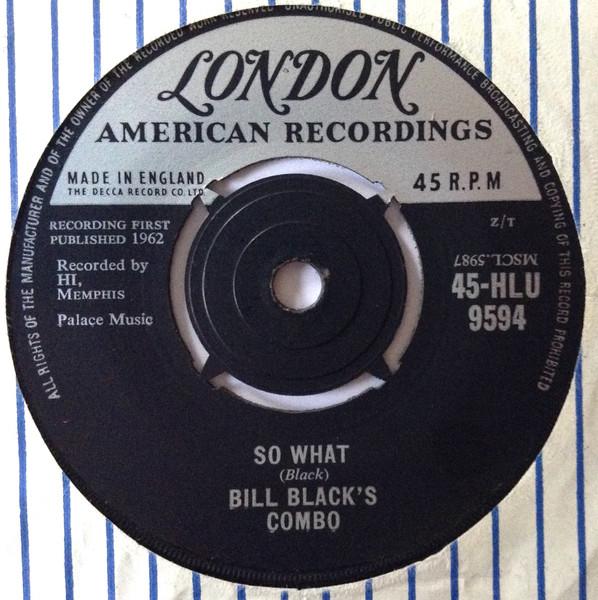 ALL RIGHTS OF THE MANUFACTURER AND OF THE OWNER OF THE RECORDED WORK RESERVED UNAUTHORISED PUBLIC PERFORMANCE BROADCASTING AND COPYING OF THIS RECORD PROHIBITED
LONDON
AMERICAN RECORDINGS
MADE IN ENGLAND
THE DECCA RECORD CO. LTD.
45 R.P.M
RECORDING FIRST
PUBLISHED 1962
Recorded by
HI,
MEMPHIS
Palace Music
Z/T
MSCL.5987
45-HLU
9594
SO WHAT
(Black)
BILL BLACK'S
COMBO